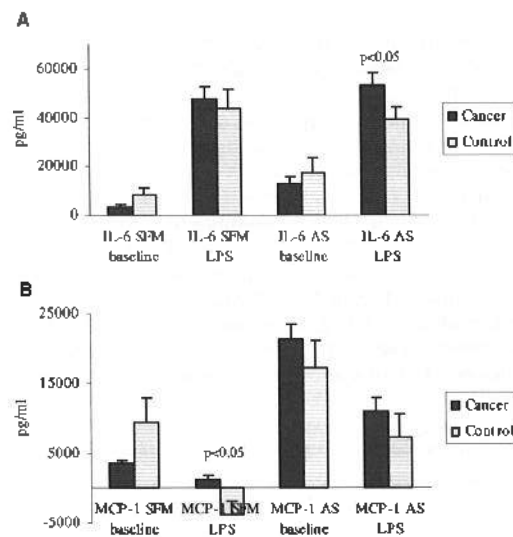 A
p<0,05
60000
40000
20000
0
pg/ml
Cancer
Control
IL-6 SFM baseline
IL-6 SFM LPS
IL-6 AS baseline
IL-6 AS LPS
B
25000
15000
5000
-5000
pg/ml
p<0,05
Cancer
Control
MCP-1 SFM baseline
MCP-1 SFM LPS
MCP-1 AS baseline
MCP-1 AS LPS